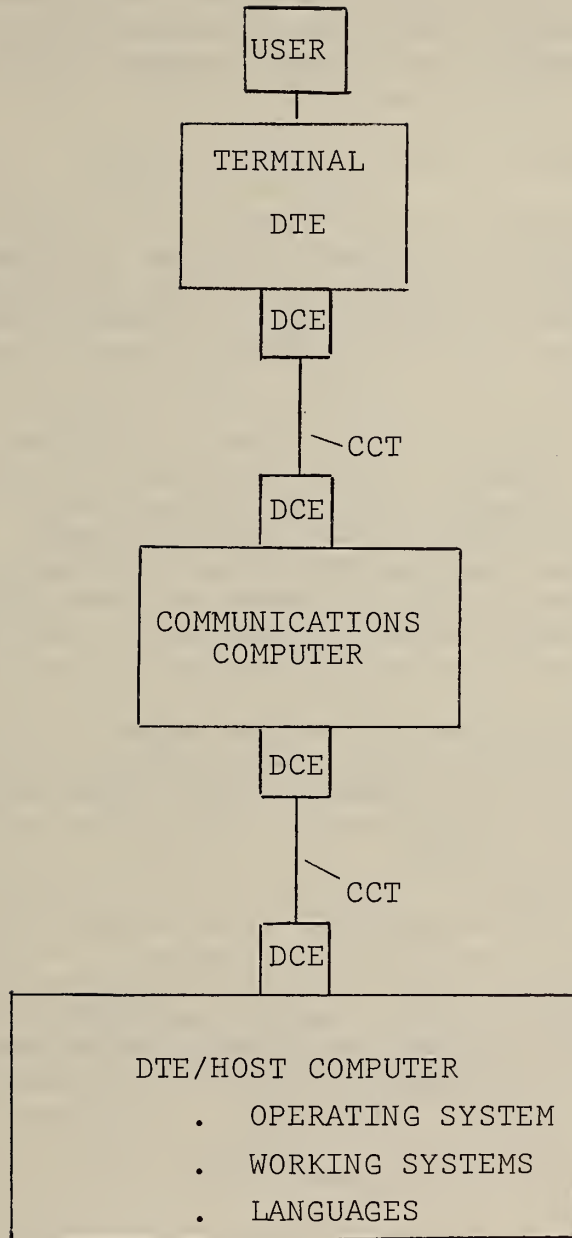 USER
TERMINAL
DTE
DCE
CCT
DCE
COMMUNICATIONS
COMPUTER
DCE
CCT
DCE
DTE/HOST COMPUTER
. OPERATING SYSTEM
. WORKING SYSTEMS
. LANGUAGES